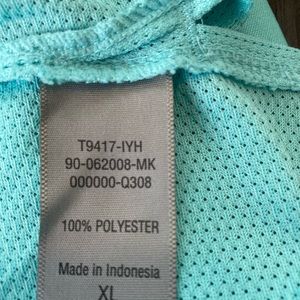 T9417-IYH
90-062008-MK
000000-Q308
100% POLYESTER
Made in Indonesia
XL